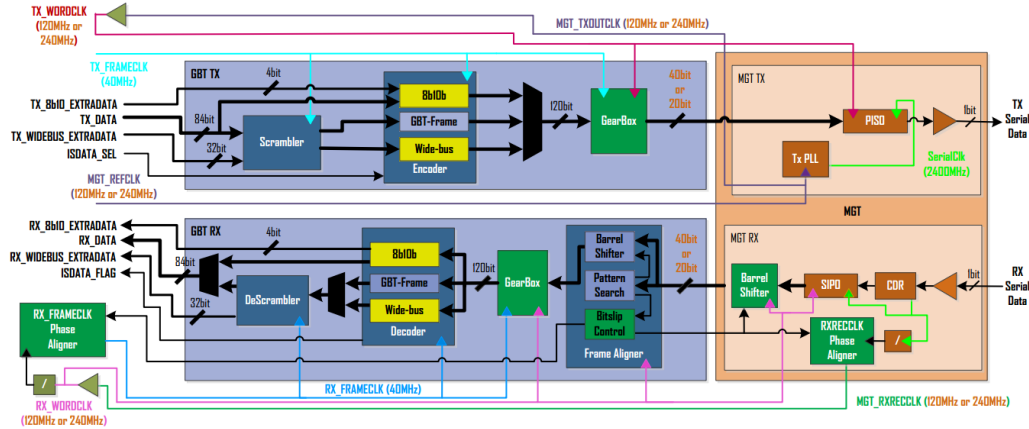 TX_WORDCLK
(120MHz or
240MHz)
MGT_TXOUTCLK (120MHz or 240MHz)
TX_FRAMECLK
(40MHz)
GBT TX
4bit
8b10b
TX_8b10_EXTRADATA
TX_DATA
84bit
TX_WIDEBUS_EXTRADATA
32bit
Scrambler
GBT-Frame
Wide-bus
Encoder
ISDATA_SEL
120bit
GearBox
40bit
or
20bit
MGT
MGT TX
PISO
1bit
TX
Serial
Data
Tx PLL
SerialClk
(2400MHz)
MGT_REFCLK
(120MHz or 240MHz)
GBT RX
RX_8b10_EXTRADATA
RX_DATA
RX_WIDEBUS_EXTRADATA
ISDATA_FLAG
4bit
84bit
32bit
DeScrambler
8b10b
GBT-Frame
Wide-bus
Decoder
120bit
GearBox
Barrel
Shifter
Pattern
Search
Bitslip
Control
Frame Aligner
40bit
or
20bit
MGT RX
Barrel
Shifter
SIPO
CDR
1bit
RX
Serial
Data
RXRECCLK
Phase
Aligner
/
RX_FRAMECLK
Phase
Aligner
/
RX_FRAMECLK (40MHz)
RX_WORDCLK
(120MHz or 240MHz)
MGT_RXRECCLK (120MHz or 240MHz)